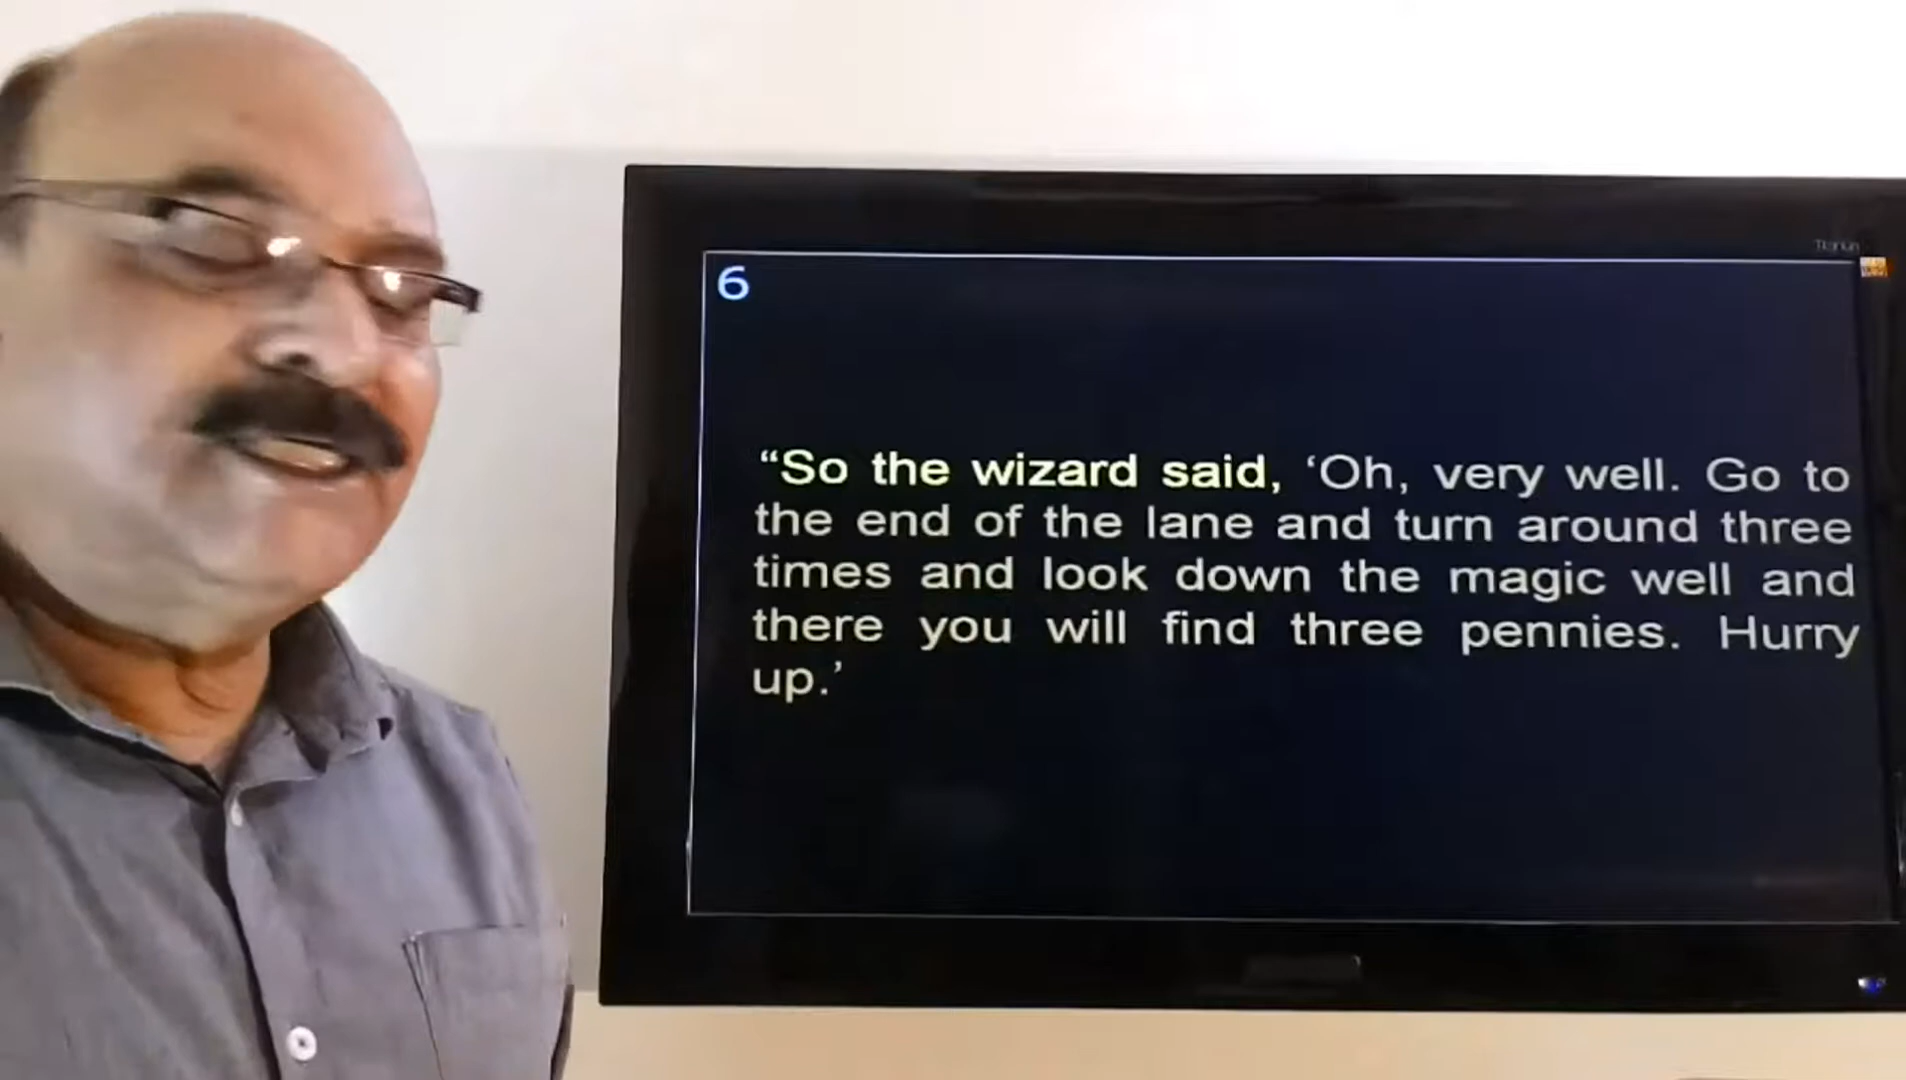 6
“So the wizard said, ‘Oh, very well. Go to
the end of the lane and turn around three
times and look down the magic well and
there you will find three pennies. Hurry
up.’